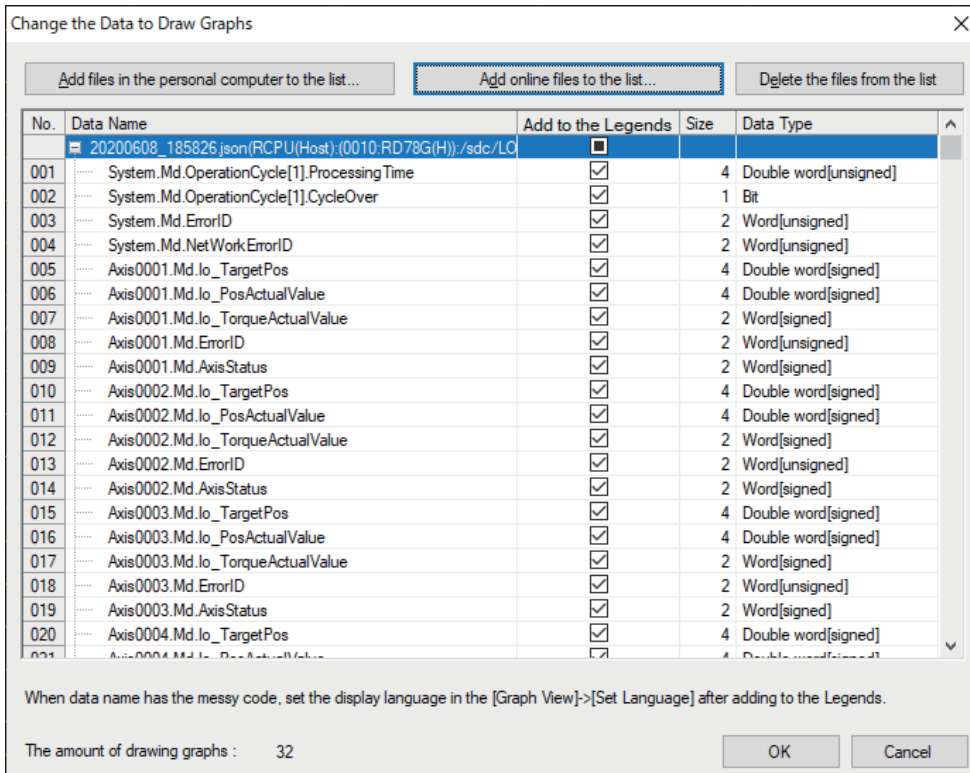 Change the Data to Draw Graphs
Add files in the personal computer to the list... Add online files to the list... Delete the files from the list
No. Data Name Add to the Legends Size Data Type
20200608_185826.json(RCPU(Host):(0010:RD78G(H)):/sdc/LO
001 System.Md.OperationCycle[1].ProcessingTime 4 Double word[unsigned]
002 System.Md.OperationCycle[1].CycleOver 1 Bit
003 System.Md.ErrorID 2 Word[unsigned]
004 System.Md.NetWorkErrorID 2 Word[unsigned]
005 Axis0001.Md.Io_TargetPos 4 Double word[signed]
006 Axis0001.Md.Io_PosActualValue 4 Double word[signed]
007 Axis0001.Md.Io_TorqueActualValue 2 Word[signed]
008 Axis0001.Md.ErrorID 2 Word[unsigned]
009 Axis0001.Md.AxisStatus 2 Word[signed]
010 Axis0002.Md.Io_TargetPos 4 Double word[signed]
011 Axis0002.Md.Io_PosActualValue 4 Double word[signed]
012 Axis0002.Md.Io_TorqueActualValue 2 Word[signed]
013 Axis0002.Md.ErrorID 2 Word[unsigned]
014 Axis0002.Md.AxisStatus 2 Word[signed]
015 Axis0003.Md.Io_TargetPos 4 Double word[signed]
016 Axis0003.Md.Io_PosActualValue 4 Double word[signed]
017 Axis0003.Md.Io_TorqueActualValue 2 Word[signed]
018 Axis0003.Md.ErrorID 2 Word[unsigned]
019 Axis0003.Md.AxisStatus 2 Word[signed]
020 Axis0004.Md.Io_TargetPos 4 Double word[signed]
021 Axis0004.Md.Io_PosActualValue 4 Double word[signed]
When data name has the messy code, set the display language in the [Graph View]->[Set Language] after adding to the Legends.
The amount of drawing graphs : 32 OK Cancel